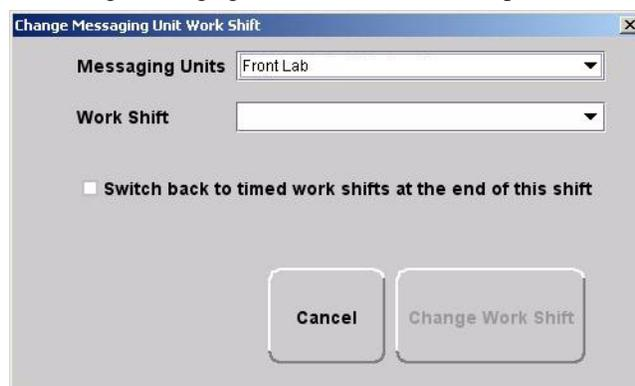 Change Messaging Unit Work Shift
Messaging Units Front Lab
Work Shift
Switch back to timed work shifts at the end of this shift
Cancel Change Work Shift